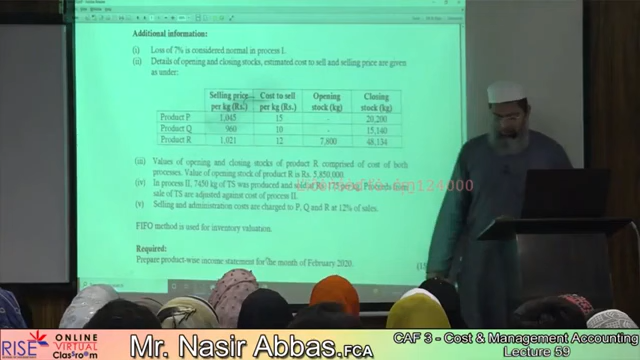 Additional information:
(i) Loss of 7% is considered normal in process I.
(ii) Details of opening and closing stocks, estimated cost to sell and selling price are given
as under:
Selling price per kg (Rs.) Cost to sell per kg (Rs.) Opening stock (kg) Closing stock (kg)
Product P 1,045 15 - 20,200
Product Q 960 10 - 15,140
Product R 1,021 12 7,800 48,134
(iii) Values of opening and closing stocks of product R comprised of cost of both
processes. Value of opening stock of product R is Rs. 5,850,000.
(iv) In process II, 7450 kg of TS was produced and sold
sale of TS are adjusted against cost of process II.
(v) Selling and administration costs are charged to P, Q and R at 12% of sales.
FIFO method is used for inventory valuation.
Required:
Prepare product-wise income statement for the month of February 2020.
RISE
ONLINE
VIRTUAL
Classroom
Mr. Nasir Abbas.FCA
CAF 3 - Cost & Management Accounting
Lecture 59